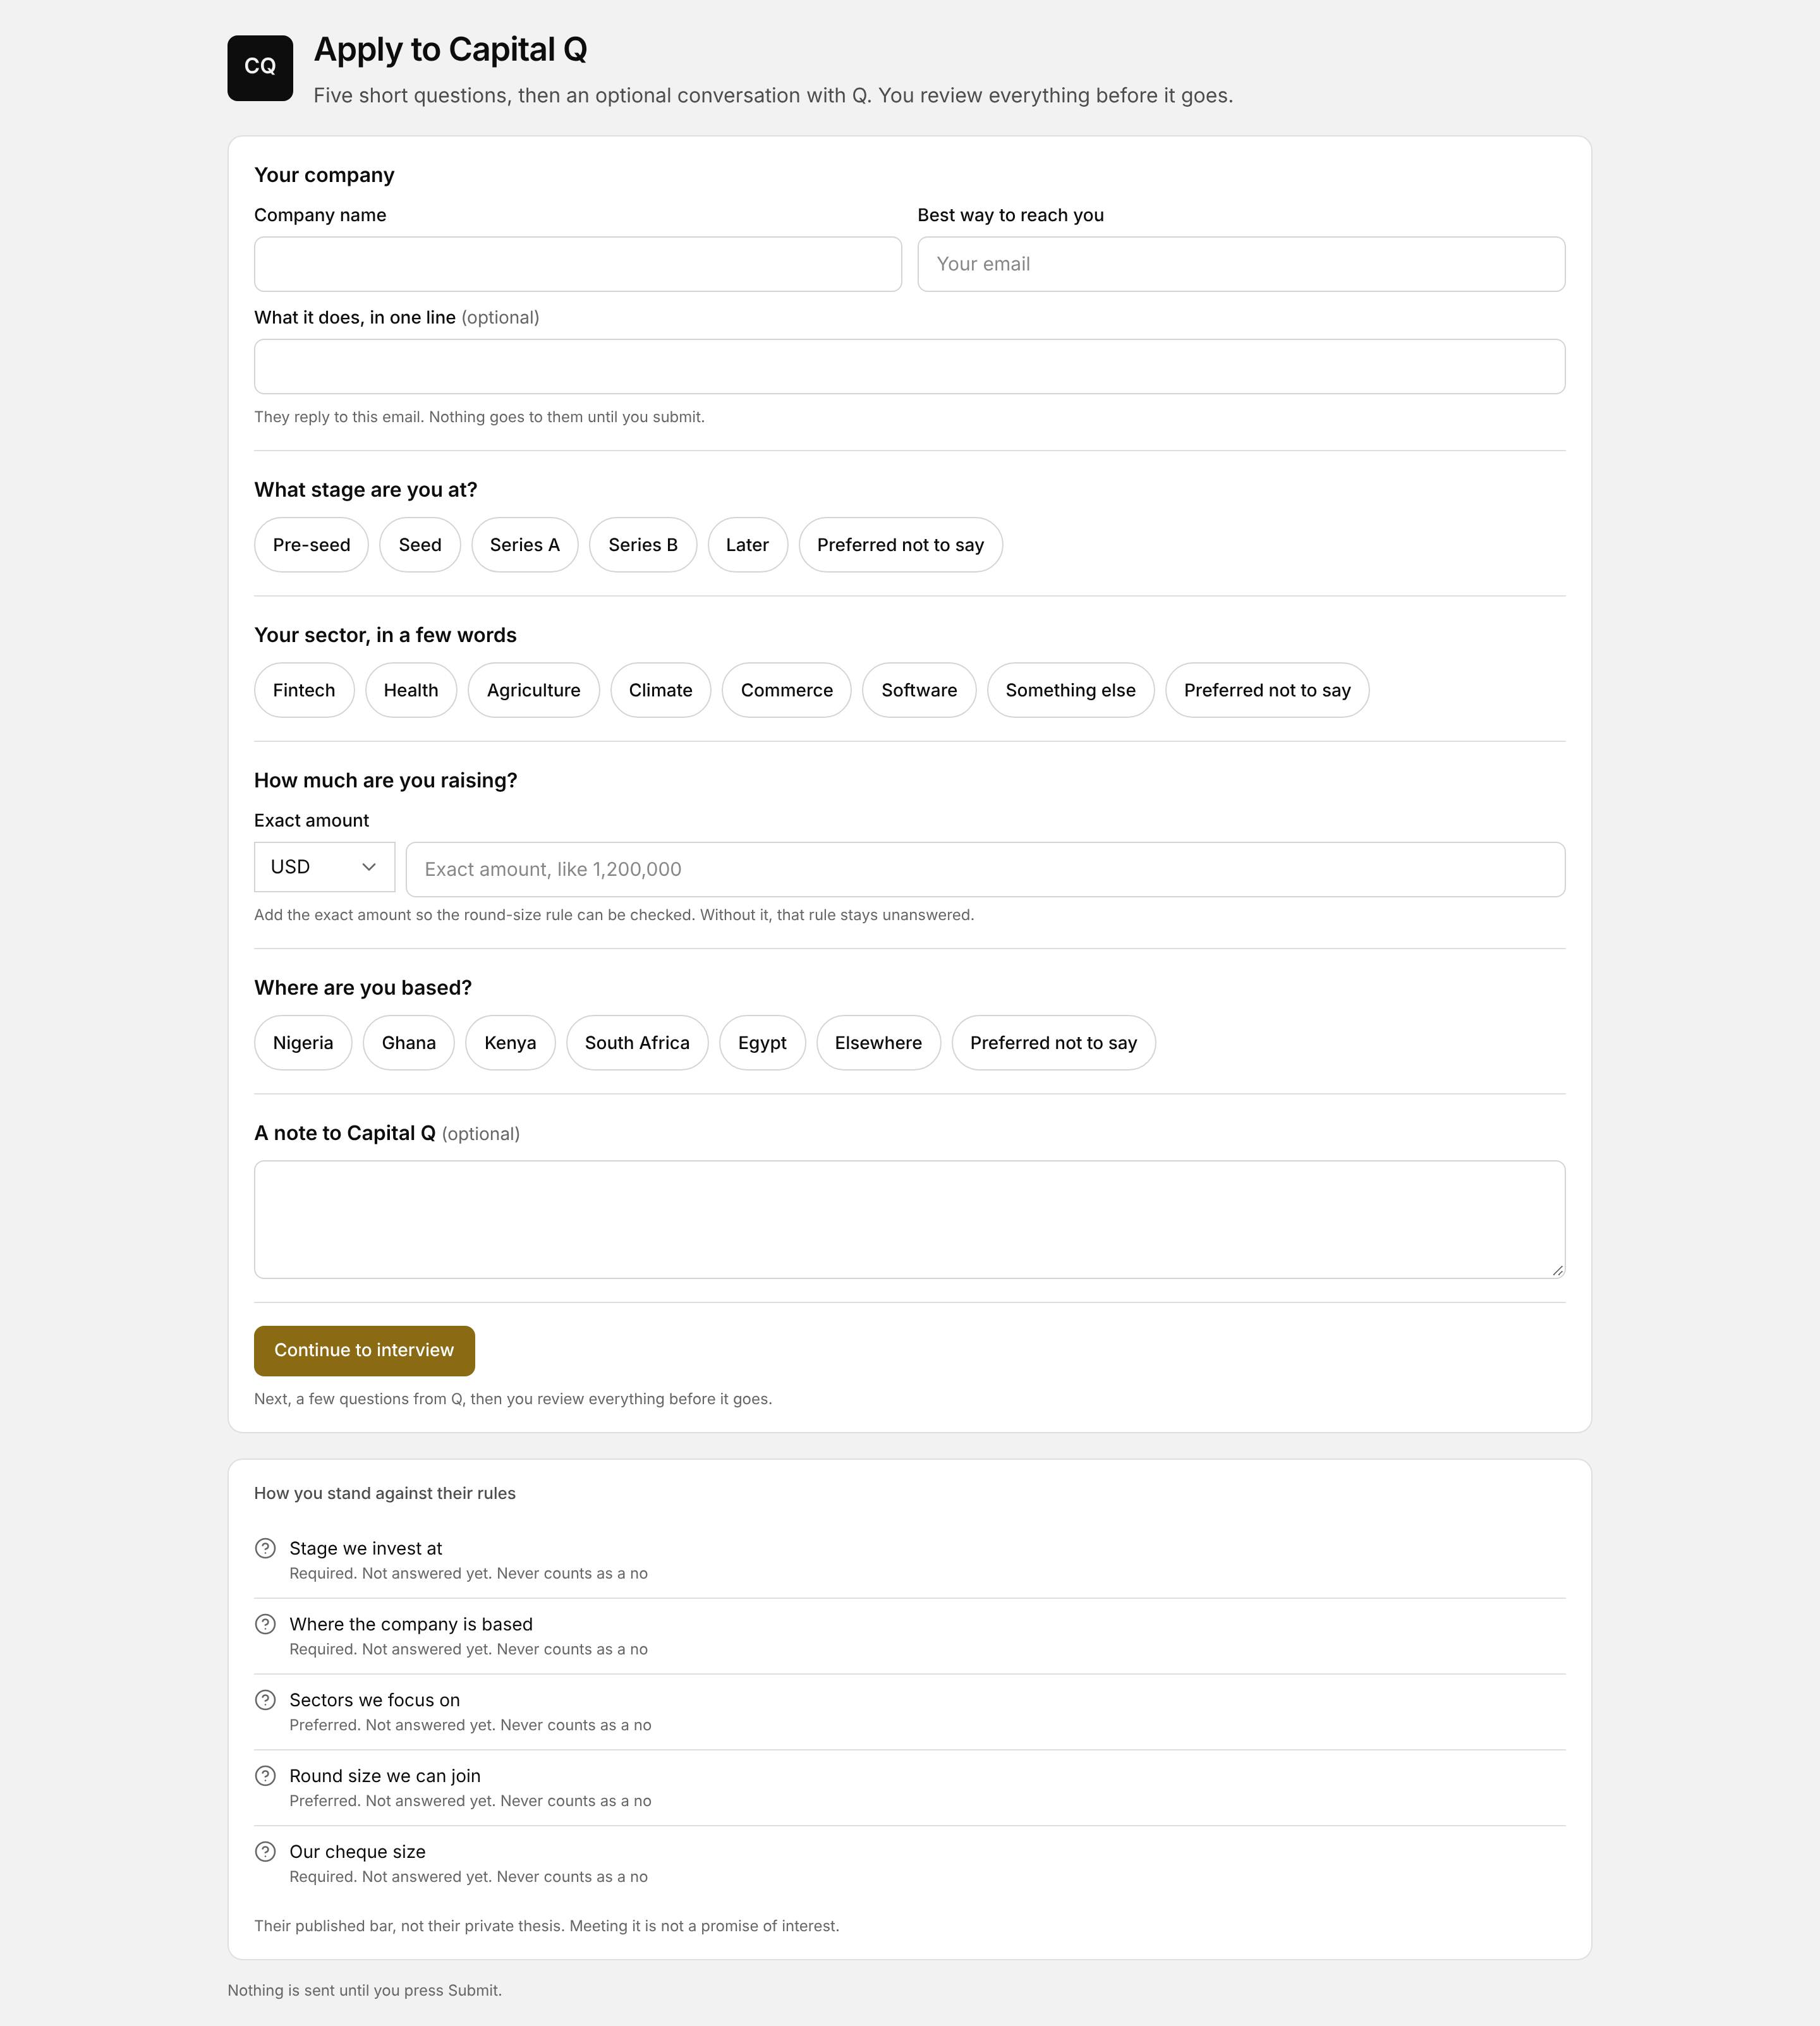 CQ
Apply to Capital Q
Five short questions, then an optional conversation with Q. You review everything before it goes.
Your company
Company name
Best way to reach you
Your email
What it does, in one line (optional)
They reply to this email. Nothing goes to them until you submit.
What stage are you at?
Pre-seed Seed Series A Series B Later Preferred not to say
Your sector, in a few words
Fintech Health Agriculture Climate Commerce Software Something else Preferred not to say
How much are you raising?
Exact amount
USD Exact amount, like 1,200,000
Add the exact amount so the round-size rule can be checked. Without it, that rule stays unanswered.
Where are you based?
Nigeria Ghana Kenya South Africa Egypt Elsewhere Preferred not to say
A note to Capital Q (optional)
Continue to interview
Next, a few questions from Q, then you review everything before it goes.
How you stand against their rules
Stage we invest at
Required. Not answered yet. Never counts as a no
Where the company is based
Required. Not answered yet. Never counts as a no
Sectors we focus on
Preferred. Not answered yet. Never counts as a no
Round size we can join
Preferred. Not answered yet. Never counts as a no
Our cheque size
Required. Not answered yet. Never counts as a no
Their published bar, not their private thesis. Meeting it is not a promise of interest.
Nothing is sent until you press Submit.